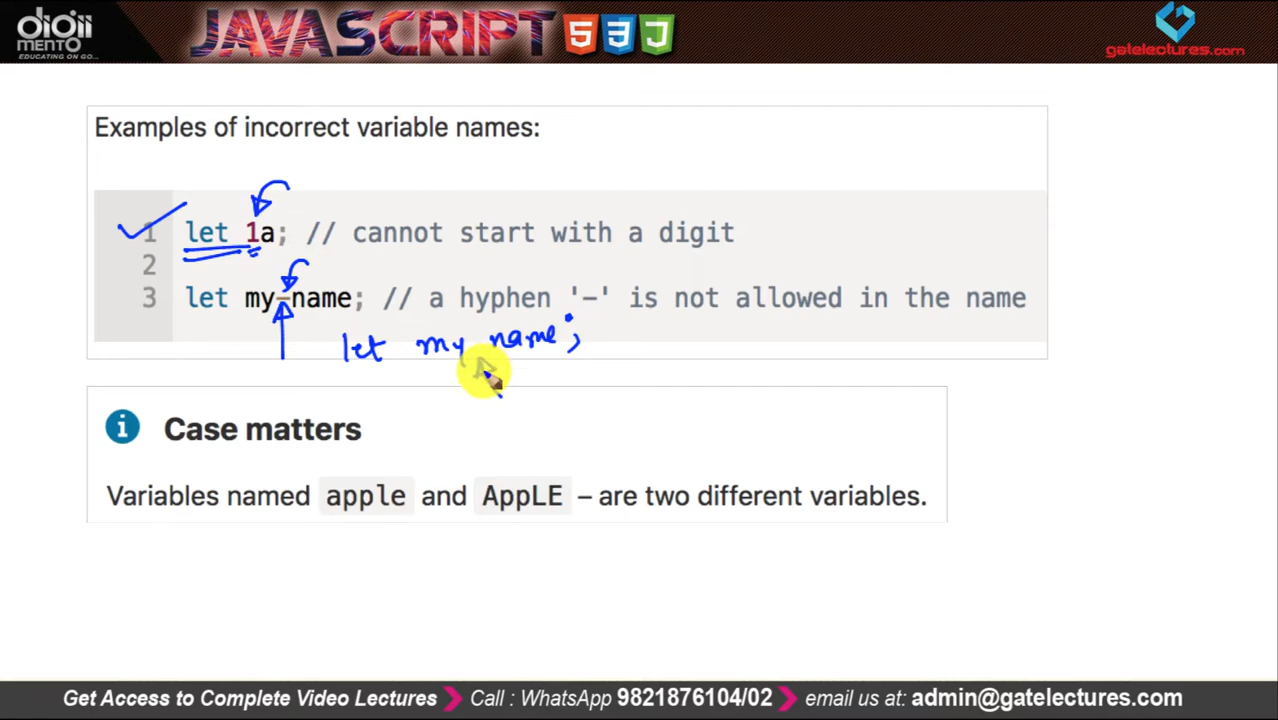 Digii
MENTO
EDUCATING ON GO...
JAVASCRIPT 5 3 J
gatelectures.com
Examples of incorrect variable names:
1 let 1a; // cannot start with a digit
2
3 let my-name; // a hyphen '-' is not allowed in the name
let my name;
i Case matters
Variables named apple and AppLE – are two different variables.
Get Access to Complete Video Lectures Call : WhatsApp 9821876104/02 email us at: admin@gatelectures.com